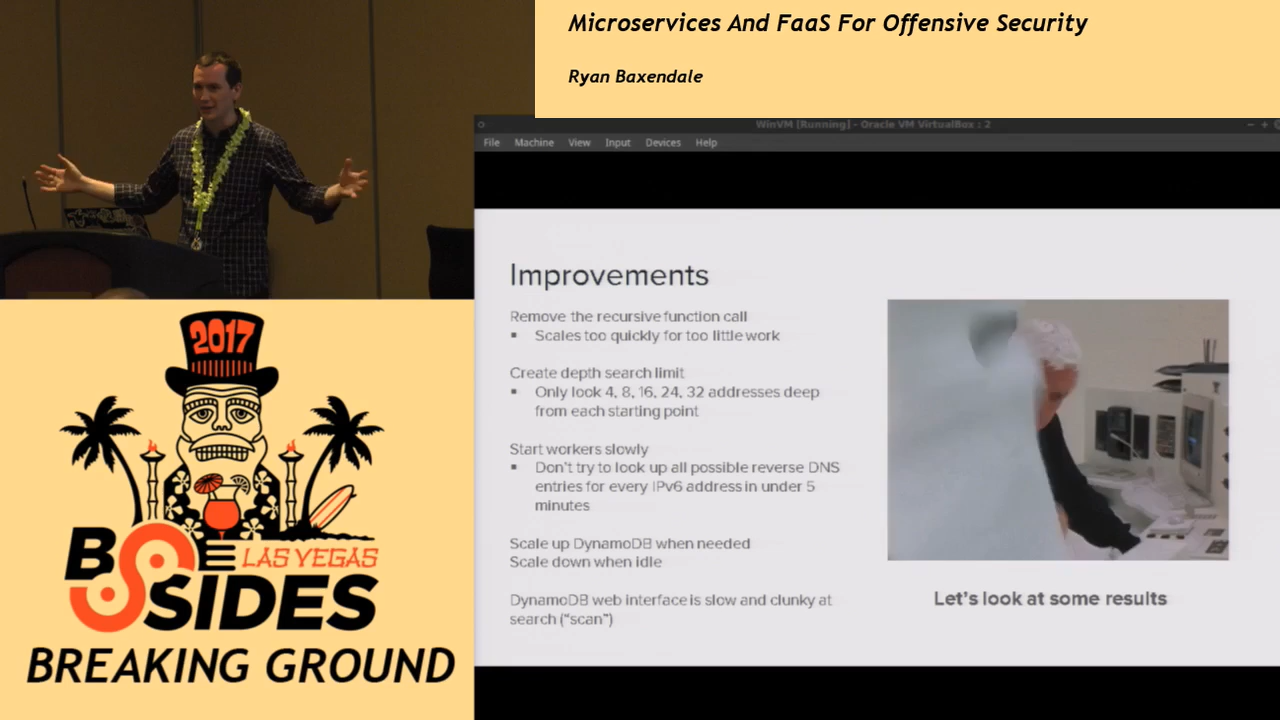 Microservices And FaaS For Offensive Security
Ryan Baxendale
WinVM [Running] - Oracle VM VirtualBox : 2
File Machine View Input Devices Help
Improvements
Remove the recursive function call
▪ Scales too quickly for too little work
Create depth search limit
▪ Only look 4, 8, 16, 24, 32 addresses deep
from each starting point
Start workers slowly
▪ Don't try to look up all possible reverse DNS
entries for every IPv6 address in under 5
minutes
Scale up DynamoDB when needed
Scale down when idle
DynamoDB web interface is slow and clunky at
search ("scan")
Let's look at some results
2017
BSIDES
LAS VEGAS
BREAKING GROUND